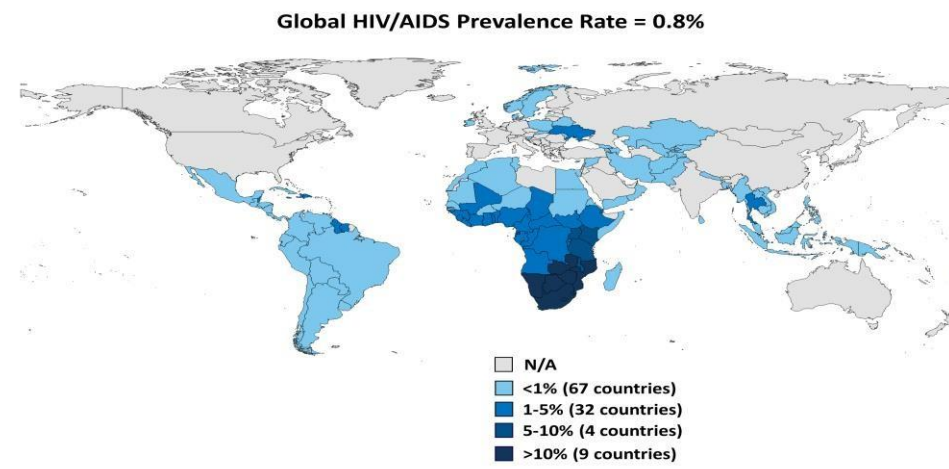 Global HIV/AIDS Prevalence Rate = 0.8%
N/A
<1% (67 countries)
1-5% (32 countries)
5-10% (4 countries)
>10% (9 countries)